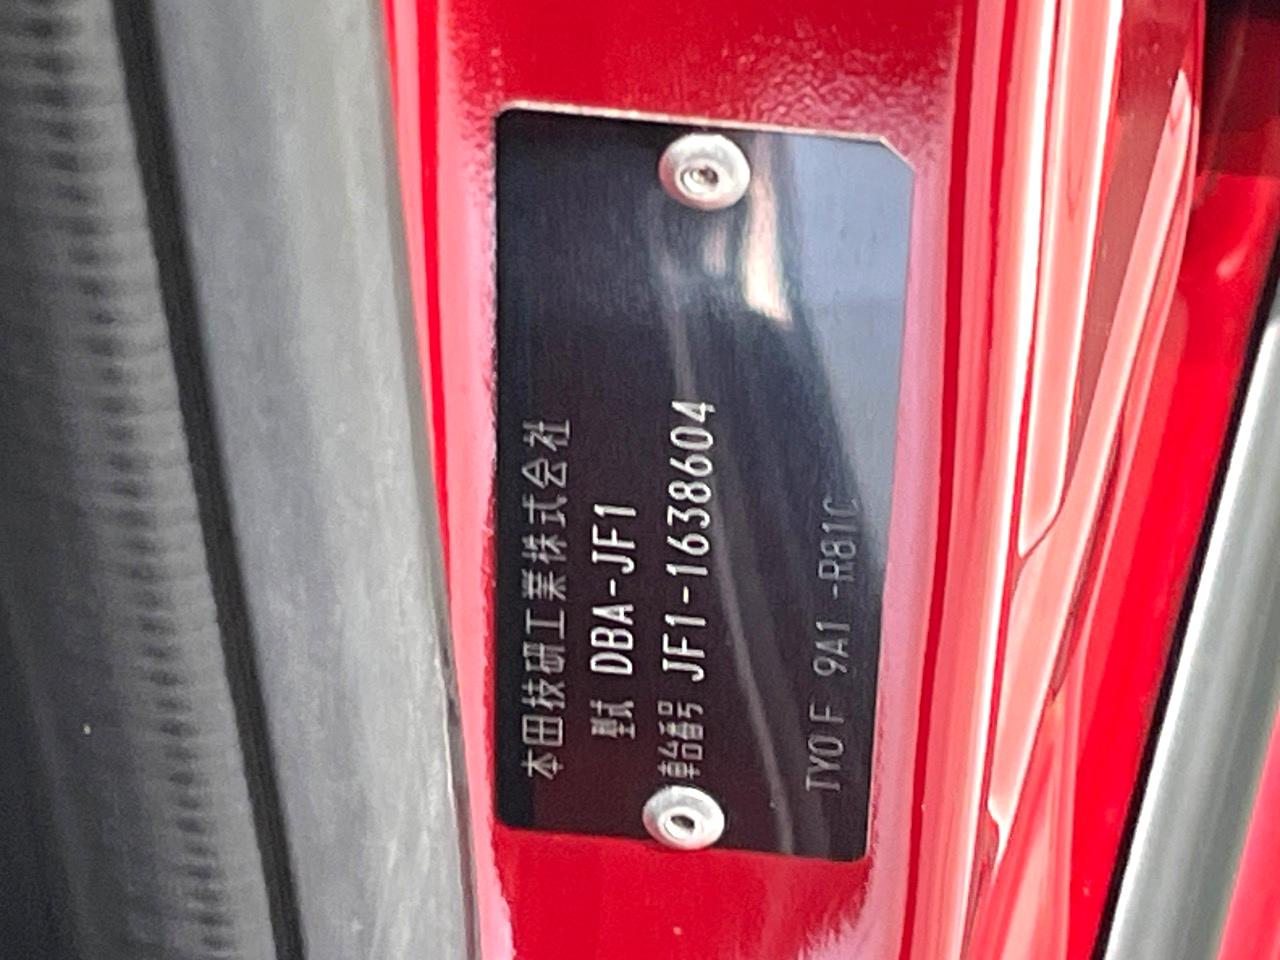 本田技研工業株式会社
型式 DBA-JF1
車台番号 JF1-1638604
TY0F 9A1 -R81C